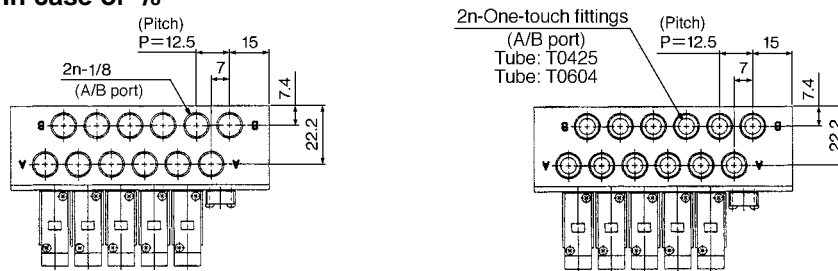 In case of 1/8
(Pitch)
P=12.5
15
2n-1/8
(A/B port)
7
7.4
22.2
B
B
A
A
2n-One-touch fittings
(A/B port)
Tube: T0425
Tube: T0604
(Pitch)
P=12.5
15
7
7.4
22.2
B
B
A
A